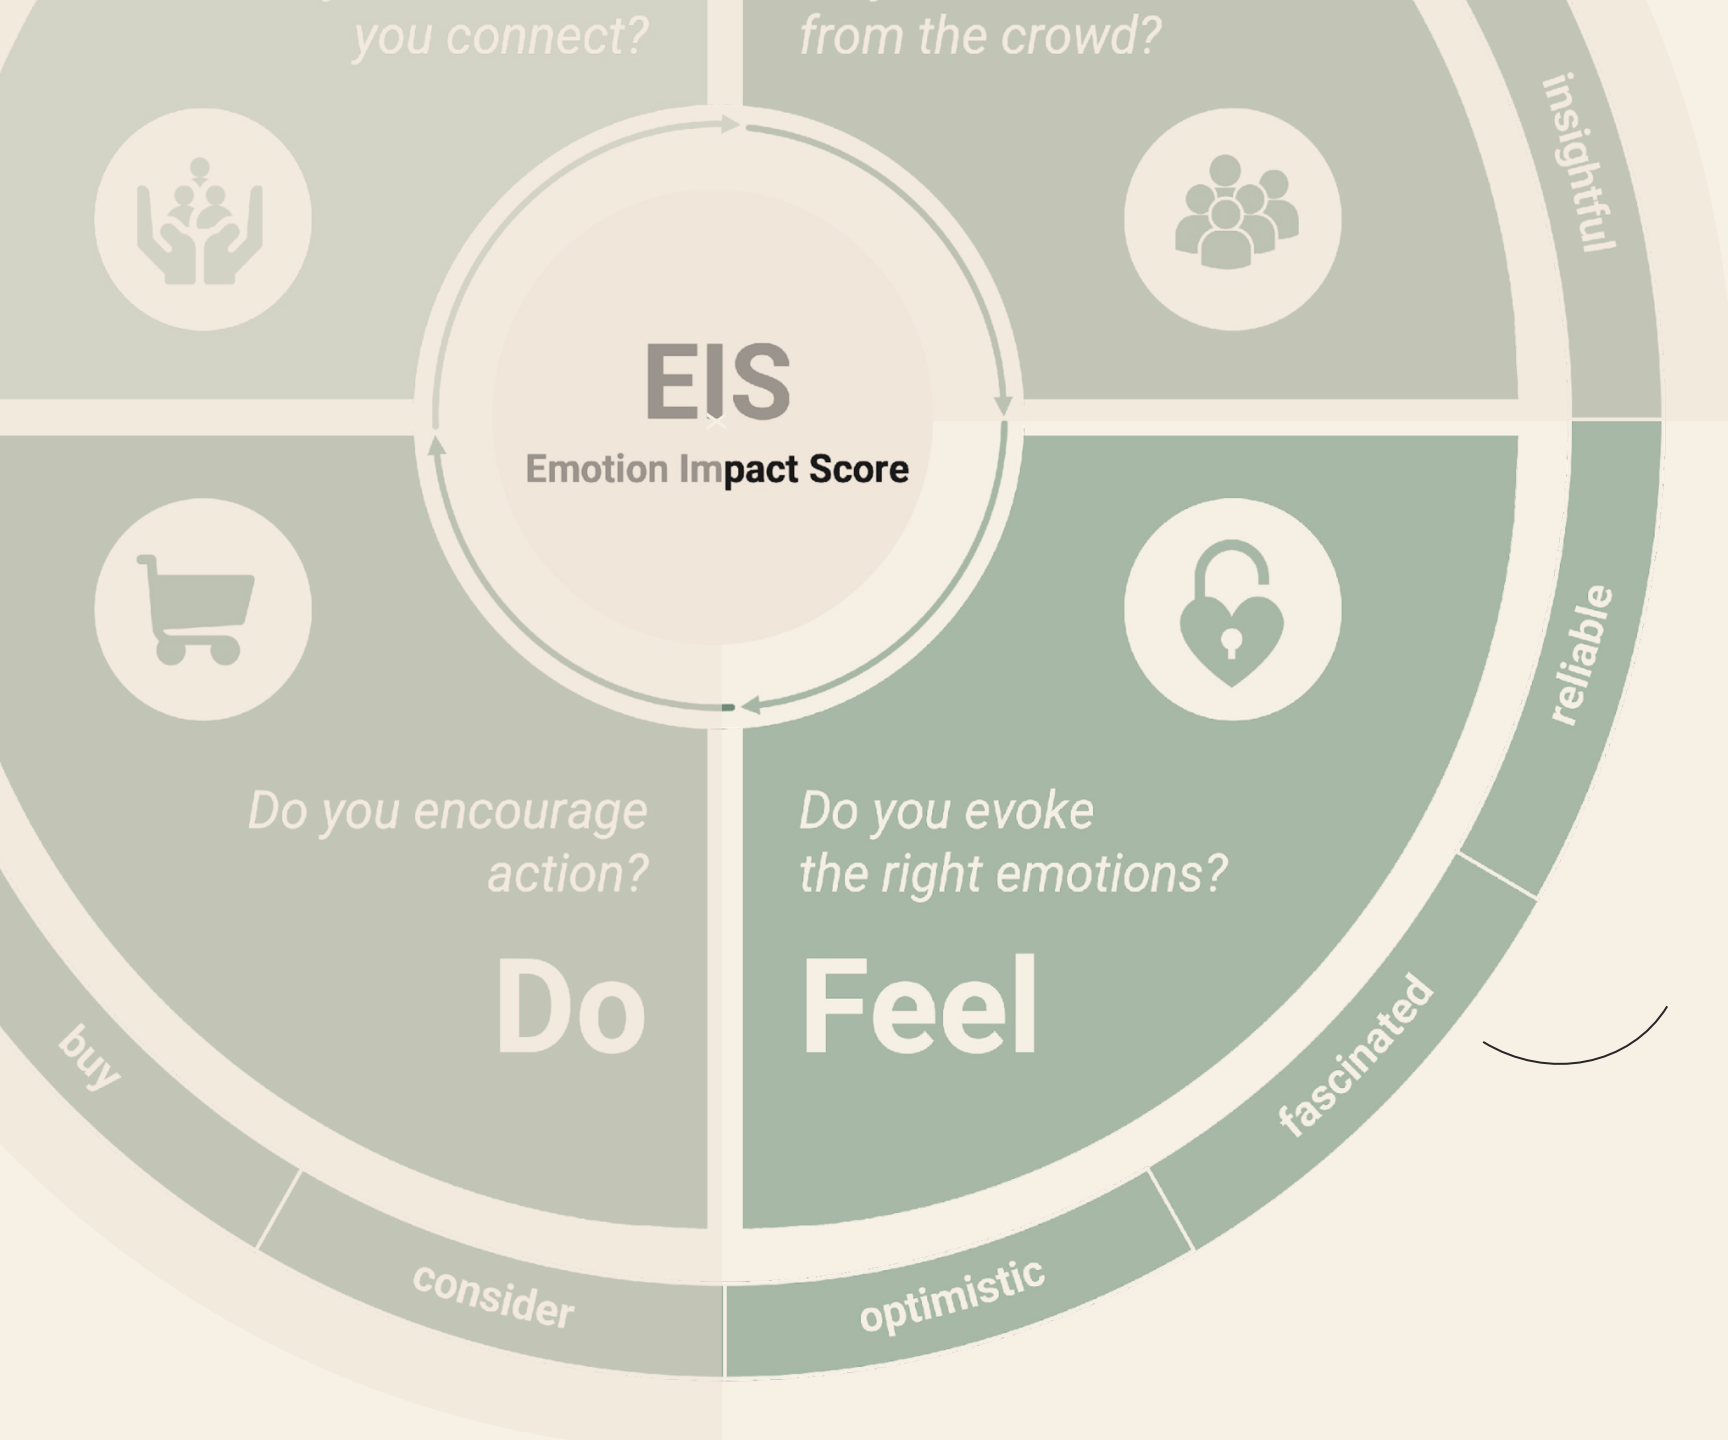 you connect?
from the crowd?
insightful
EIS
Emotion Impact Score
reliable
Do you encourage
action?
Do
Do you evoke
the right emotions?
Feel
fascinated
buy
consider
optimistic